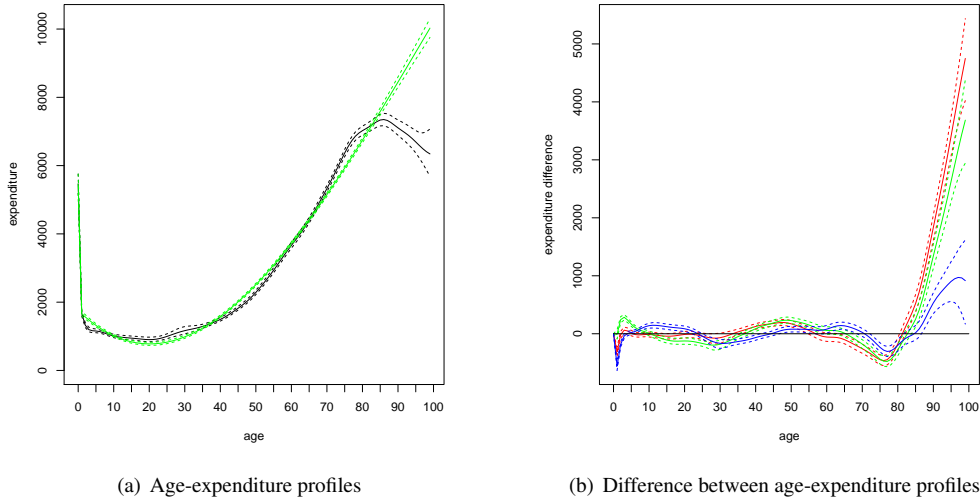 expenditure
10000
8000
6000
4000
2000
0
0 10 20 30 40 50 60 70 80 90 100
age
(a) Age-expenditure profiles
expenditure difference
5000
4000
3000
2000
1000
0
0 10 20 30 40 50 60 70 80 90 100
age
(b) Difference between age-expenditure profiles